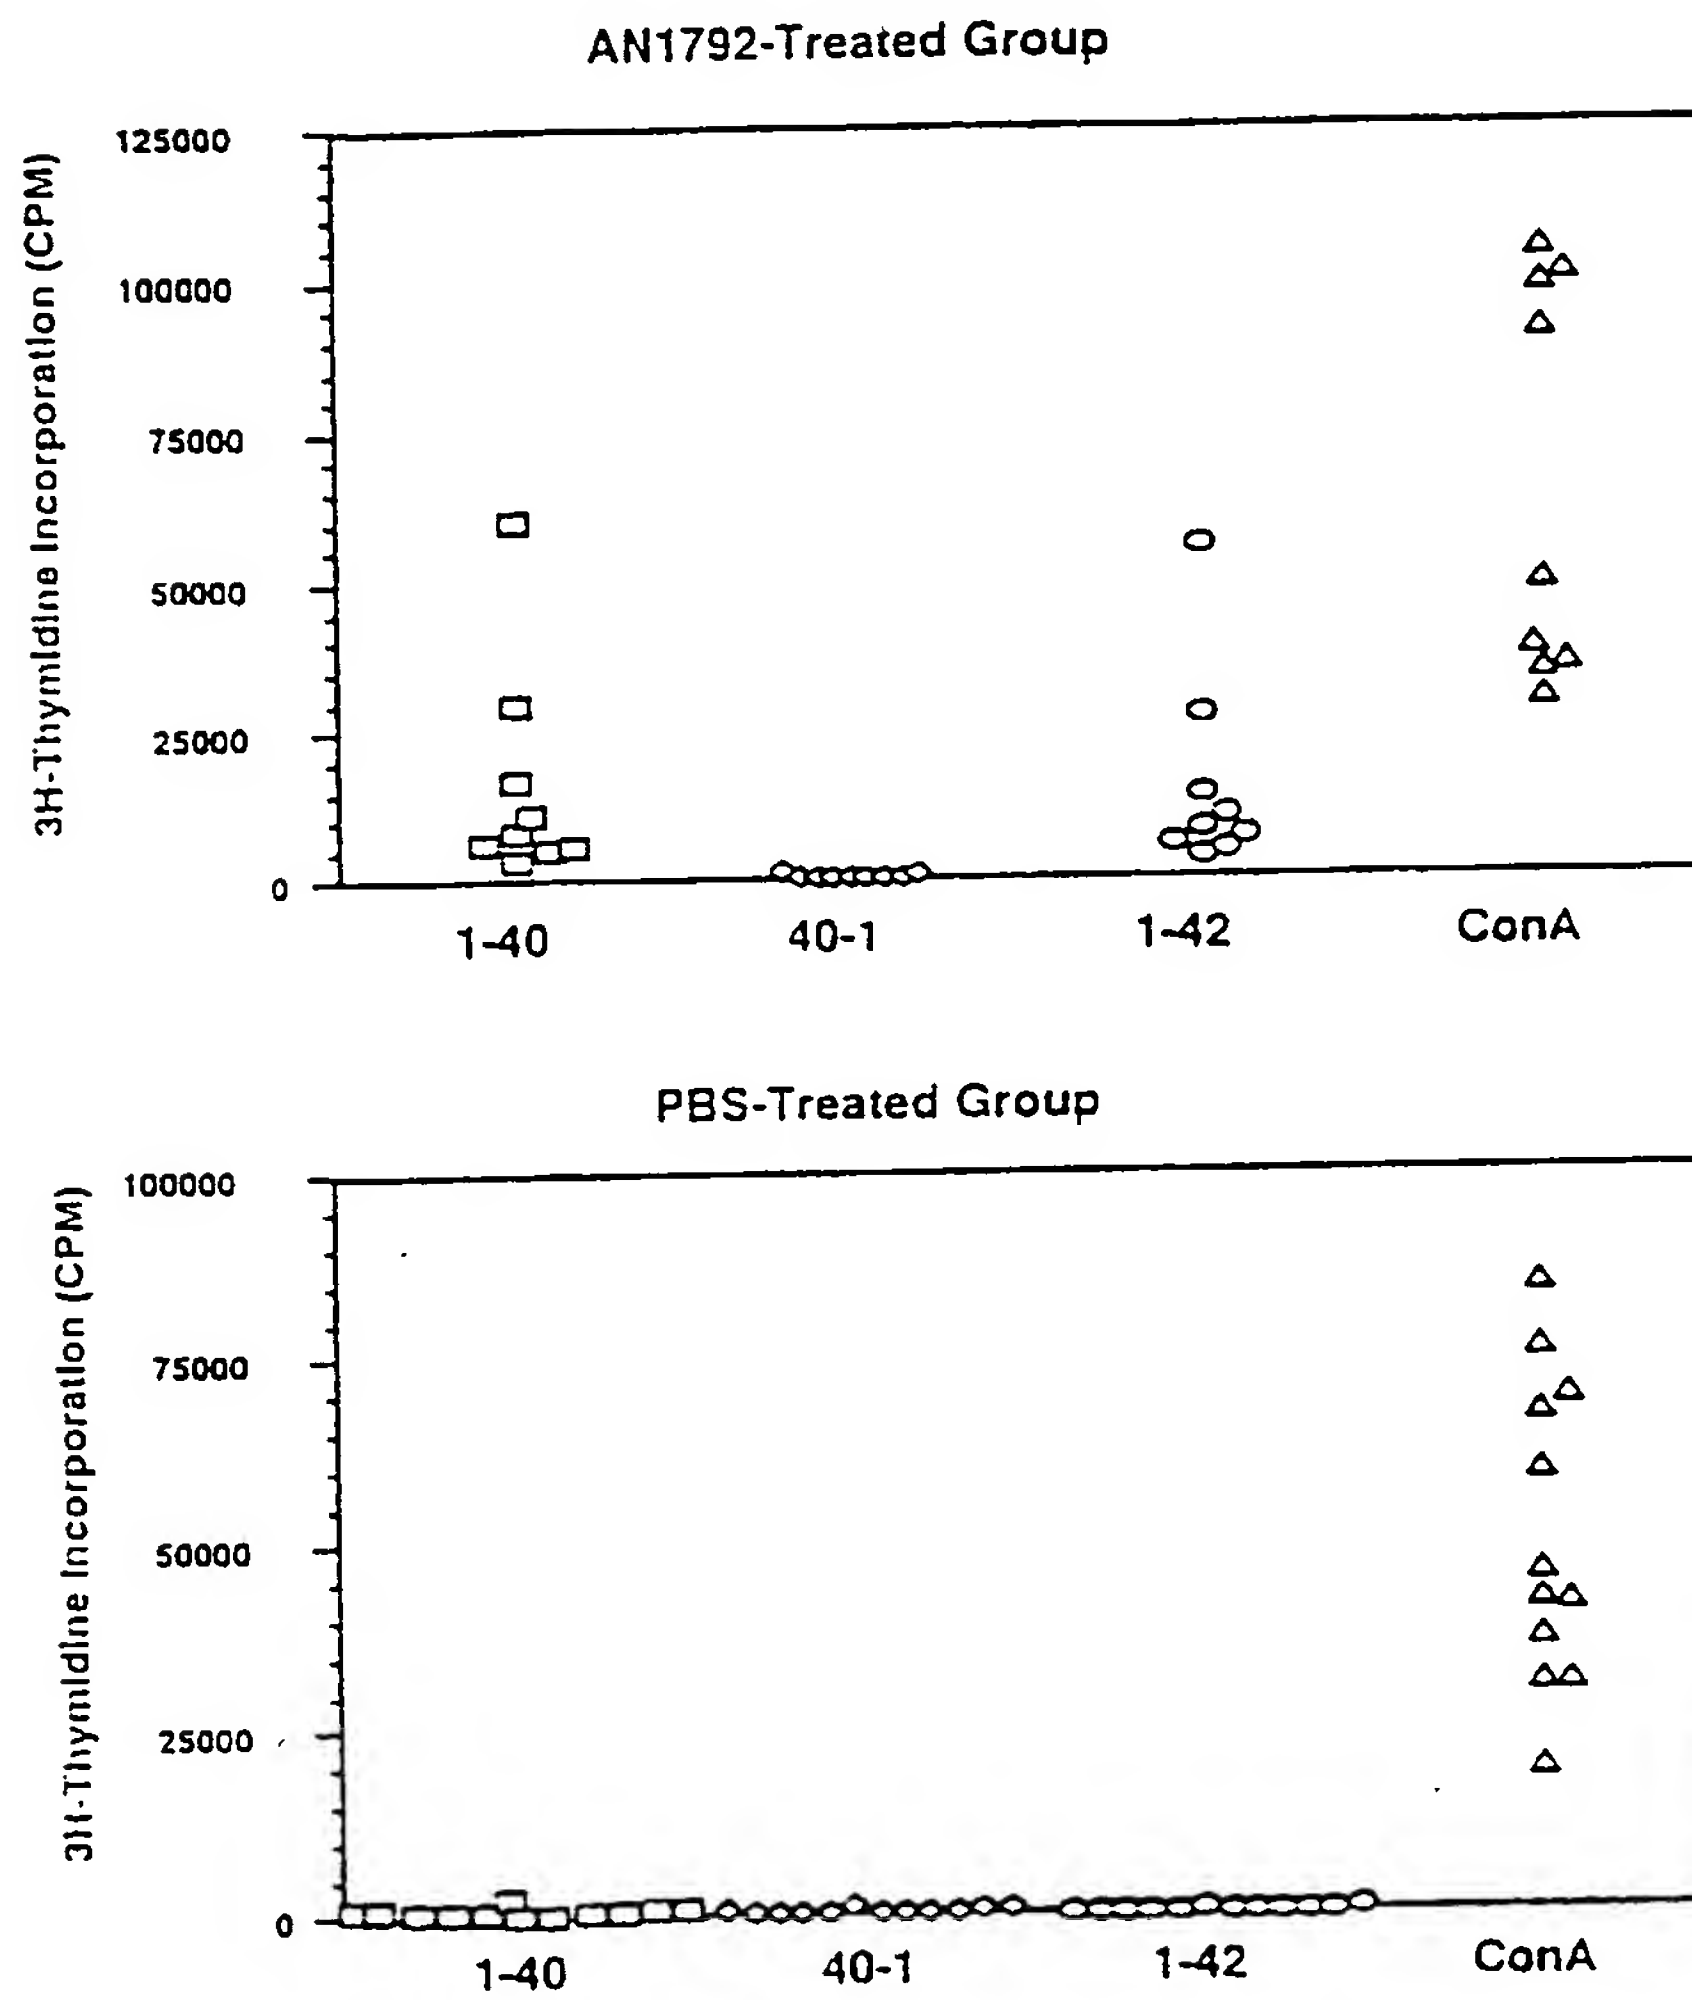 AN1792-Treated Group
3H-Thymidine Incorporation (CPM)
125000
100000
75000
50000
25000
0
1-40 40-1 1-42 ConA
PBS-Treated Group
3H-Thymidine Incorporation (CPM)
100000
75000
50000
25000
0
1-40 40-1 1-42 ConA